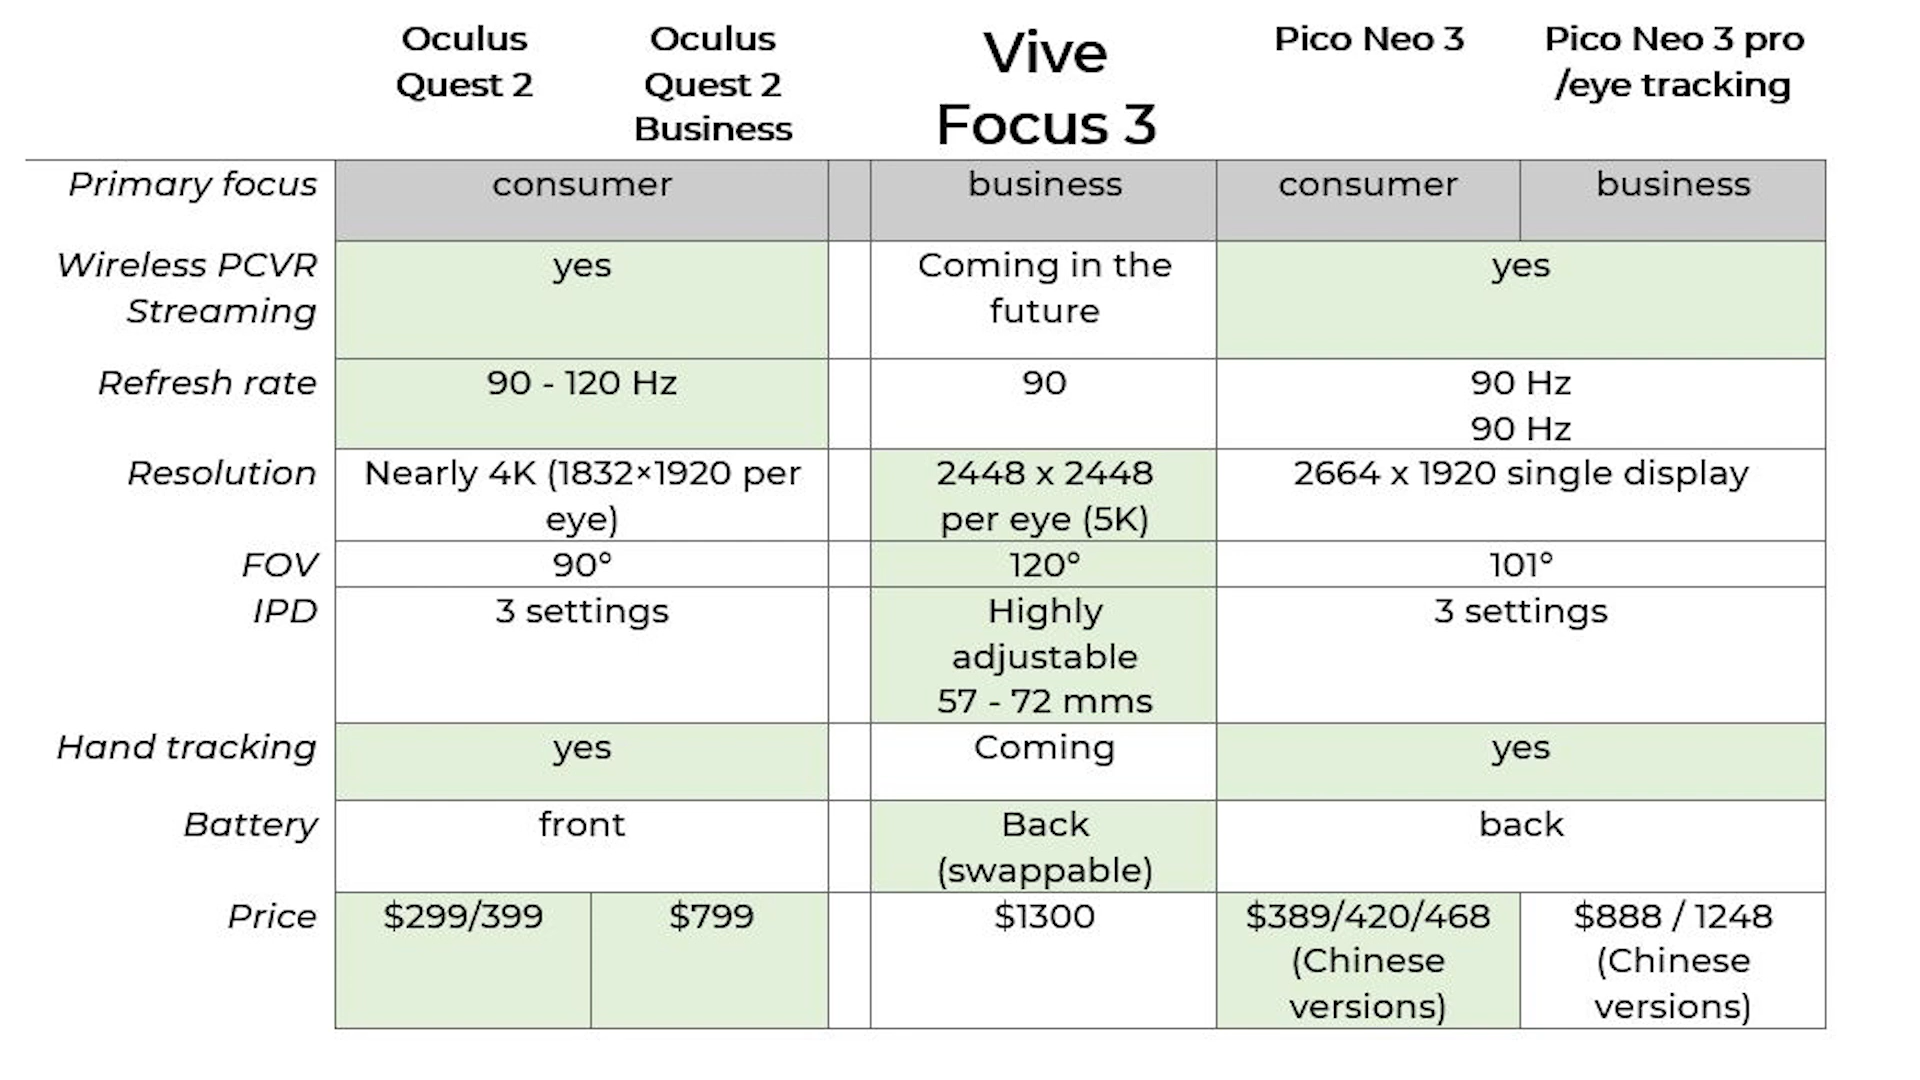 Oculus
Quest 2
Oculus
Quest 2
Business
Vive
Focus 3
Pico Neo 3
Pico Neo 3 pro
/eye tracking
Primary focus
consumer
business
consumer
business
Wireless PCVR
Streaming
yes
Coming in the
future
yes
Refresh rate
90 - 120 Hz
90
90 Hz
90 Hz
Resolution
Nearly 4K (1832×1920 per
eye)
2448 x 2448
per eye (5K)
2664 x 1920 single display
FOV
90°
120°
101°
IPD
3 settings
Highly
adjustable
57 - 72 mms
3 settings
Hand tracking
yes
Coming
yes
Battery
front
Back
(swappable)
back
Price
$299/399
$799
$1300
$389/420/468
(Chinese
versions)
$888 / 1248
(Chinese
versions)